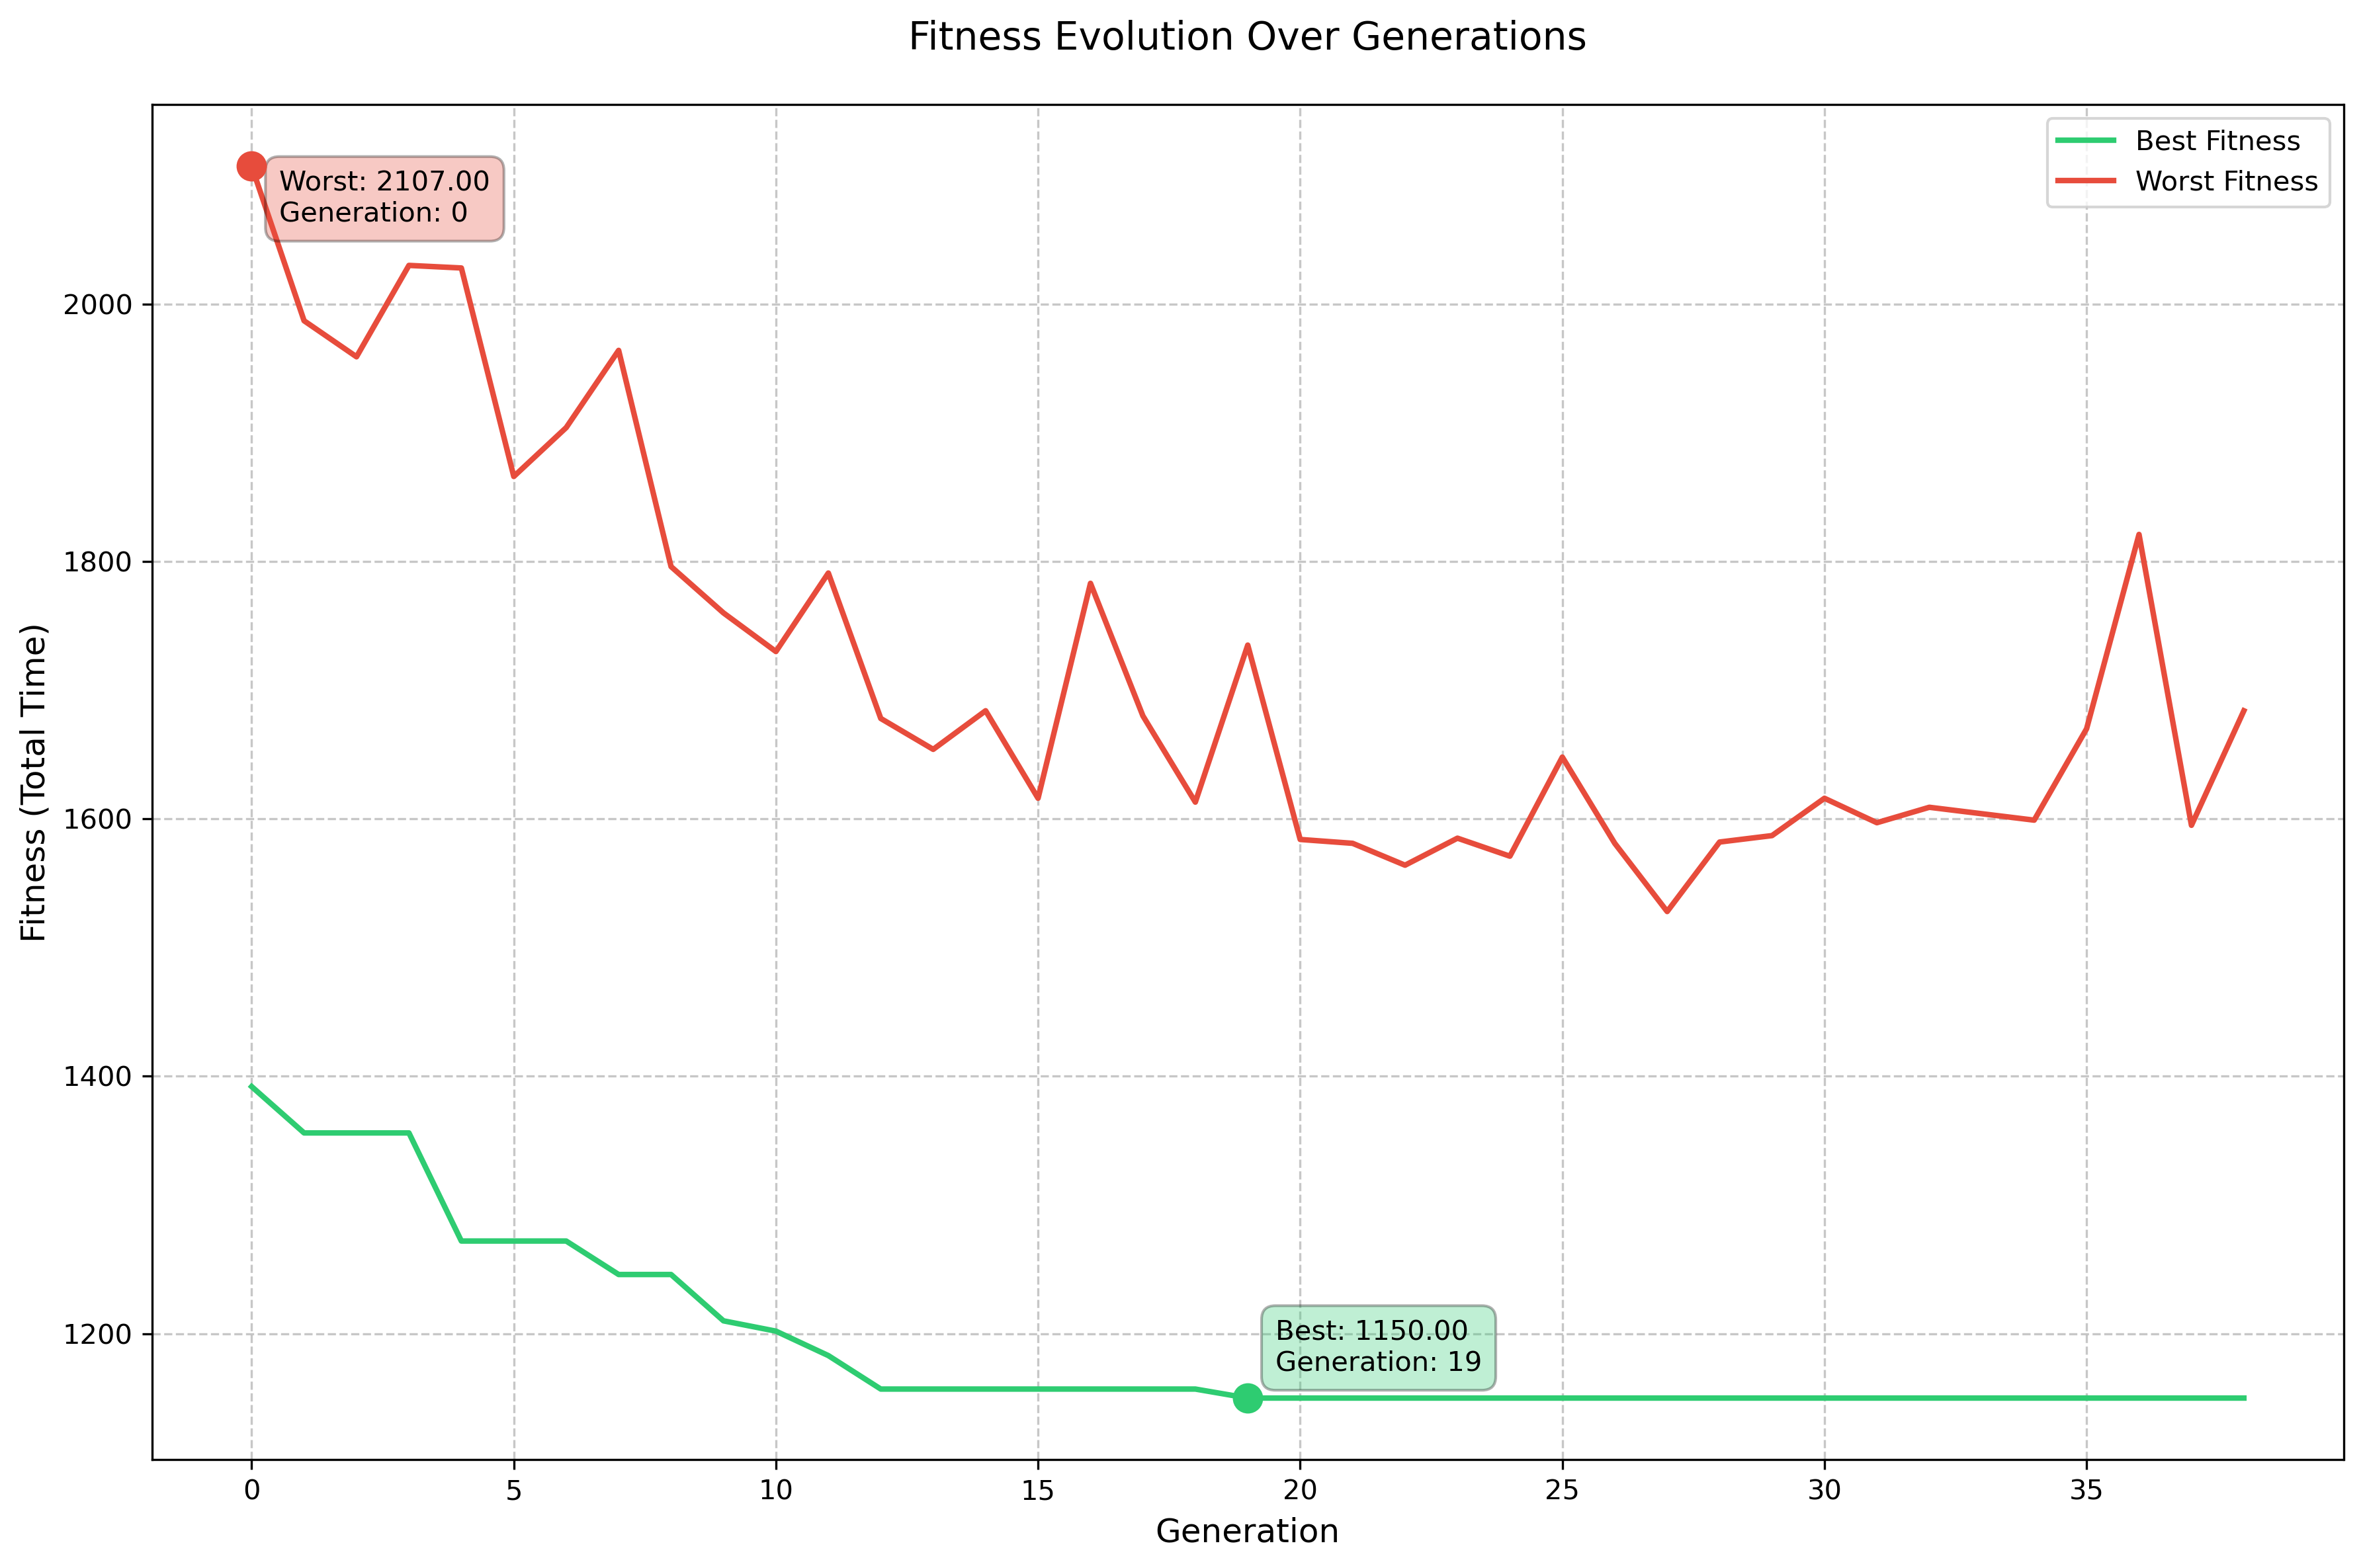 Fitness Evolution Over Generations
Best Fitness
Worst Fitness
Worst: 2107.00
Generation: 0
2000
1800
1600
1400
1200
Fitness (Total Time)
Best: 1150.00
Generation: 19
0 5 10 15 20 25 30 35
Generation